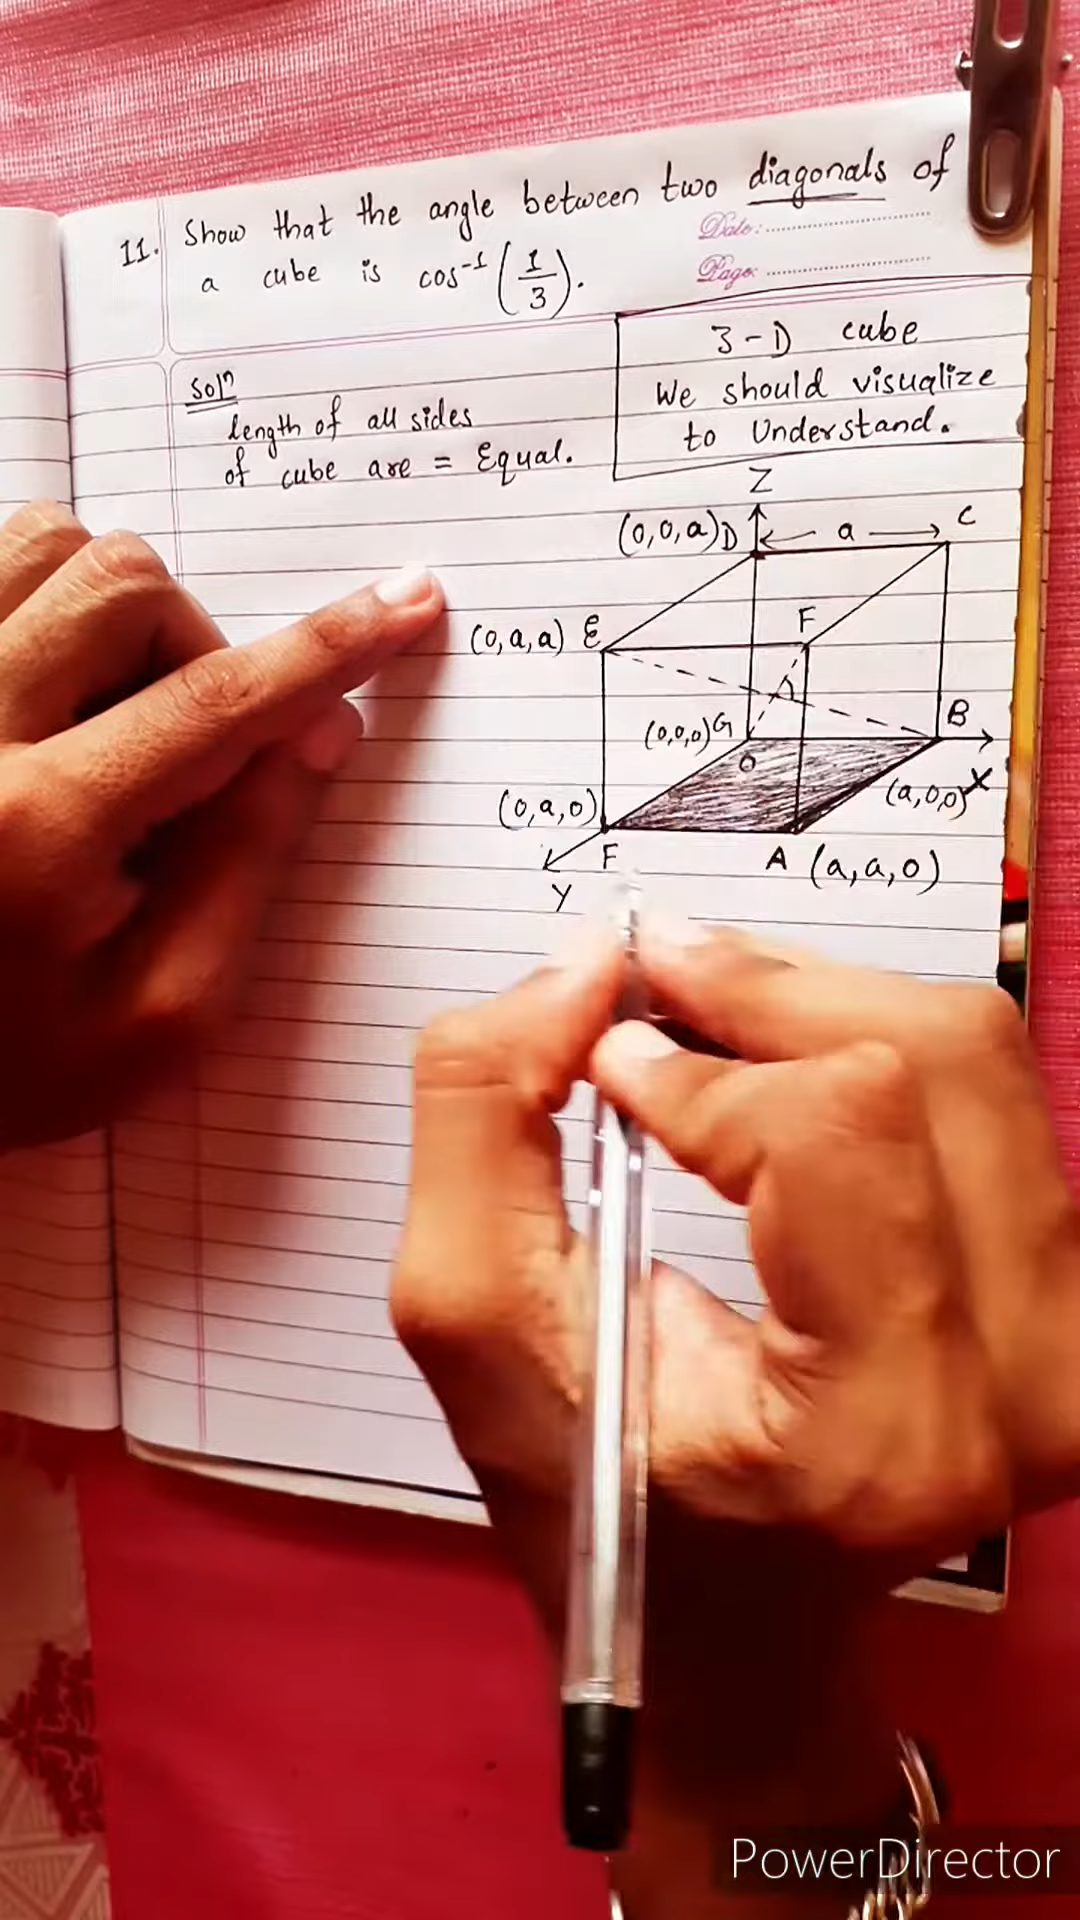 11. Show that the angle between two diagonals of
a cube is cos⁻¹(1/3).
Date:
Page:
3-D cube
We should visualize
to Understand.
Solⁿ
length of all sides
of cube are = Equal.
Z
(0,0,a) D a C
(0,a,a) E F
(0,0,0) G B
O
(a,0,0) X
(0,a,0)
F A (a,a,0)
Y
PowerDirector